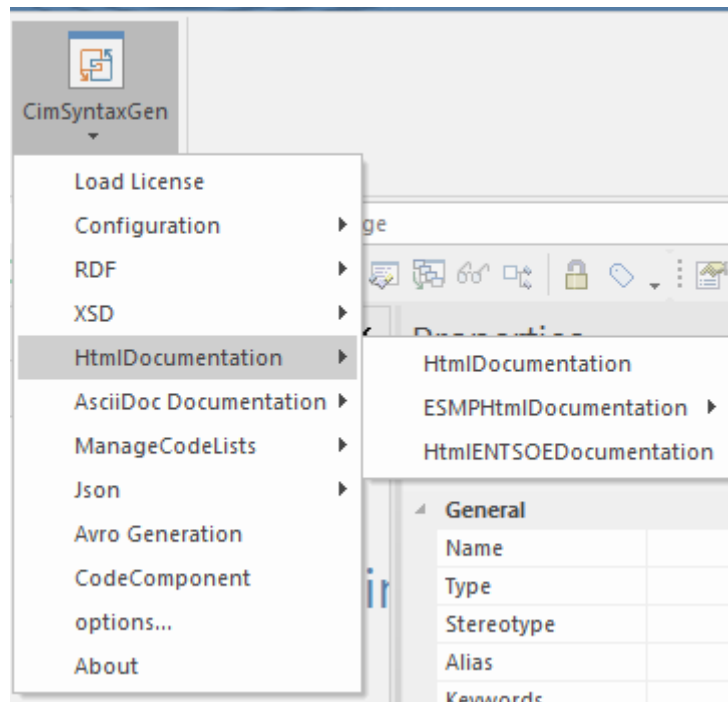 CimSyntaxGen
Load License
Configuration
ge
RDF
XSD
HtmlDocumentation
HtmlDocumentation
AsciiDoc Documentation
ESMPHtmlDocumentation
ManageCodeLists
HtmlENTSOEDocumentation
Json
General
Avro Generation
Name
CodeComponent
Type
options...
Stereotype
About
Alias
Keywords